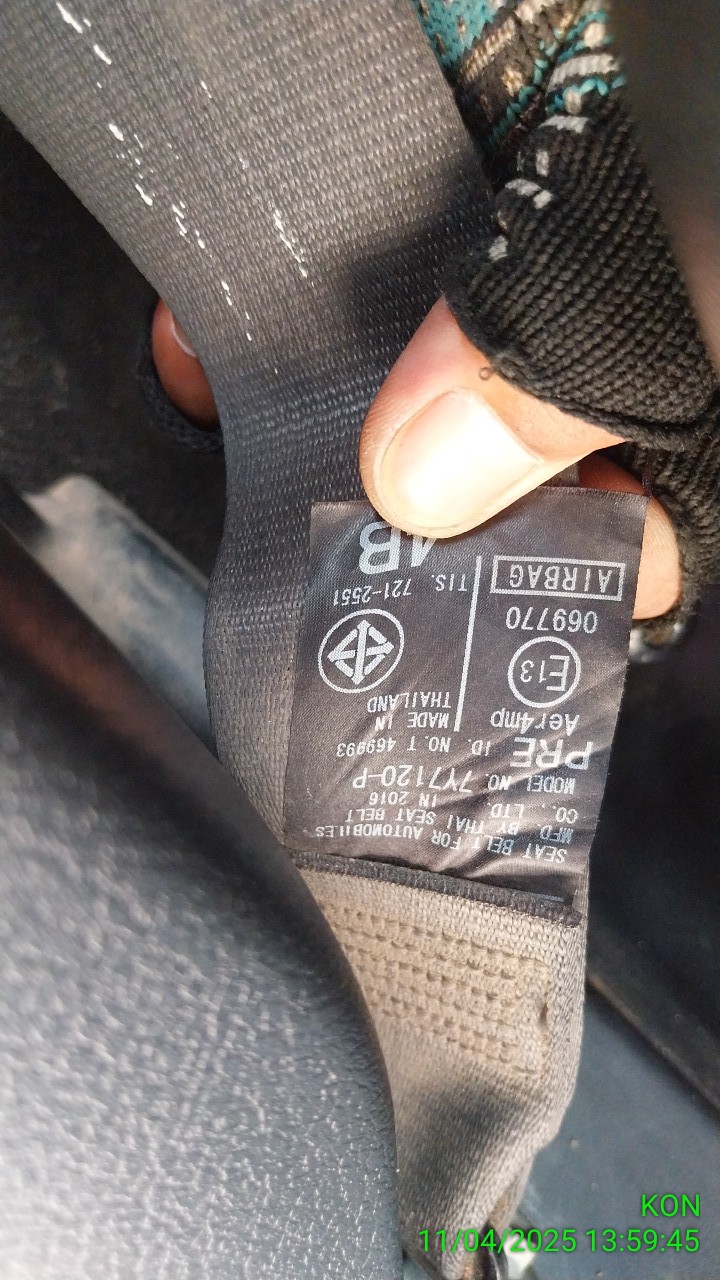 SEAT BELT FOR AUTOMOBILES
MFD BY THAI SEAT BELT
CO., LTD IN 2016
MODEL NO. 7Y7120-P
PRE ID. NO. T 469993
Aer4mp
E13
069770
AIRBAG
MADE IN
THAILAND
TIS. 721-2551
4B
KON
11/04/2025 13:59:45